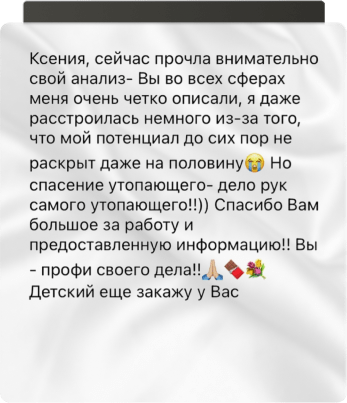 Ксения, сейчас прочла внимательно
свой анализ- Вы во всех сферах
меня очень четко описали, я даже
расстроилась немного из-за того,
что мой потенциал до сих пор не
раскрыт даже на половину😭 Но
спасение утопающего- дело рук
самого утопающего!!)) Спасибо Вам
большое за работу и
предоставленную информацию!! Вы
- профи своего дела!!🙏🏼🍫💐
Детский еще закажу у Вас